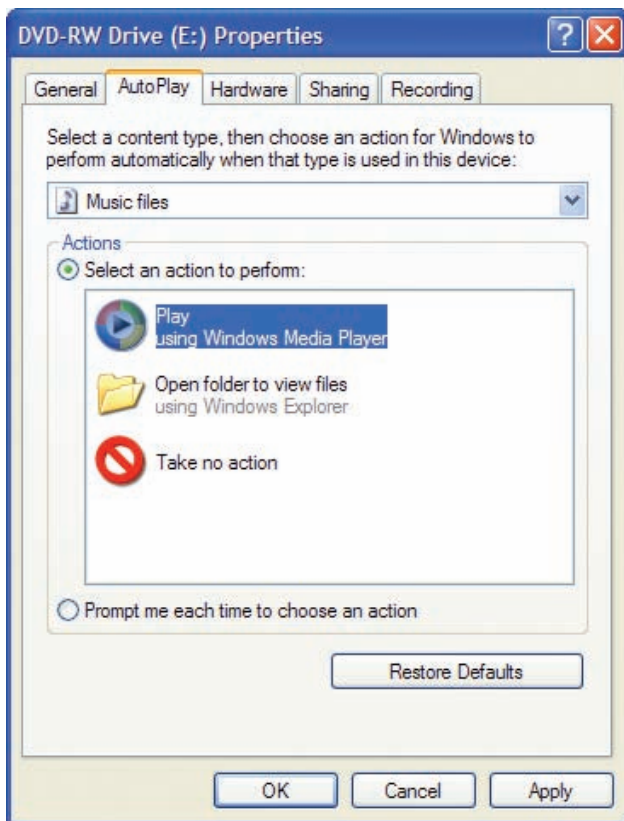 DVD-RW Drive (E:) Properties
General AutoPlay Hardware Sharing Recording
Select a content type, then choose an action for Windows to
perform automatically when that type is used in this device:
Music files
Actions
Select an action to perform:
Play
using Windows Media Player
Open folder to view files
using Windows Explorer
Take no action
Prompt me each time to choose an action
Restore Defaults
OK Cancel Apply